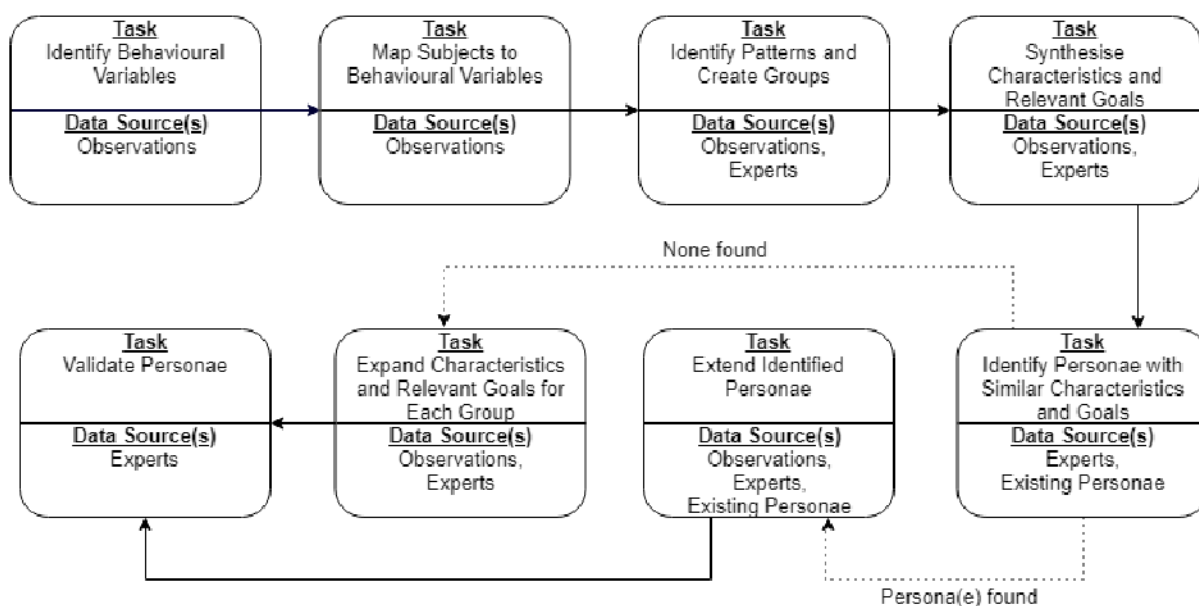 Task
Identify Behavioural
Variables
Data Source(s)
Observations
Task
Map Subjects to
Behavioural Variables
Data Source(s)
Observations
Task
Identify Patterns and
Create Groups
Data Source(s)
Observations,
Experts
Task
Synthesise
Characteristics and
Relevant Goals
Data Source(s)
Observations,
Experts
None found
Task
Validate Personae
Data Source(s)
Experts
Task
Expand Characteristics
and Relevant Goals for
Each Group
Data Source(s)
Observations,
Experts
Task
Extend Identified
Personae
Data Source(s)
Observations,
Experts,
Existing Personae
Task
Identify Personae with
Similar Characteristics
and Goals
Data Source(s)
Experts,
Existing Personae
Persona(e) found